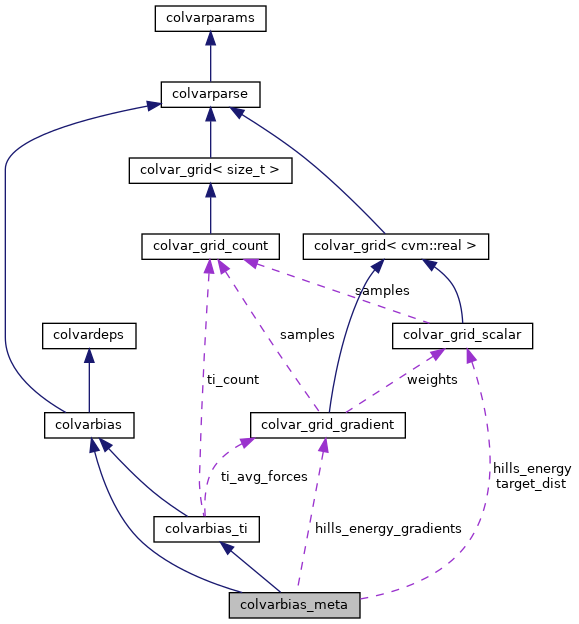 colvarparams
colvarparse
colvar_grid< size_t >
colvar_grid_count
colvar_grid< cvm::real >
samples
colvardeps
samples
colvar_grid_scalar
ti_count
weights
colvarbias
colvar_grid_gradient
hills_energy
target_dist
ti_avg_forces
colvarbias_ti
hills_energy_gradients
colvarbias_meta